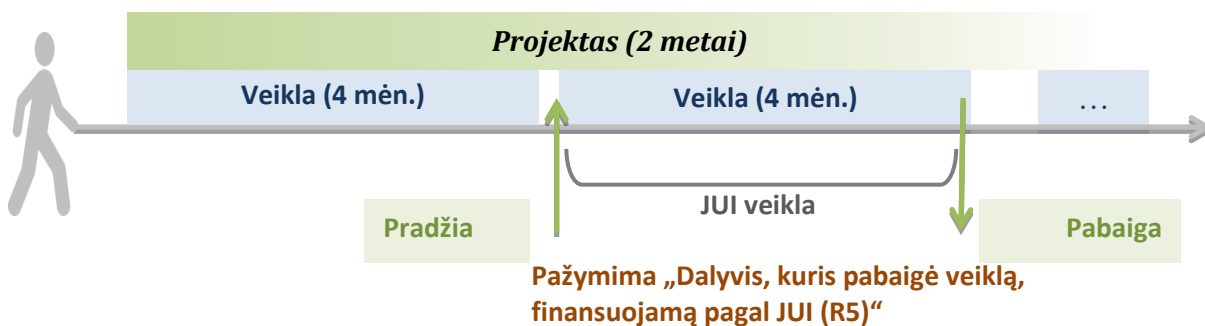 Projektas (2 metai)
Veikla (4 mėn.)
Veikla (4 mėn.)
...
JUI veikla
Pradžia
Pabaiga
Pažymima „Dalyvis, kuris pabaigė veiklą,
finansuojamą pagal JUI (R5)“